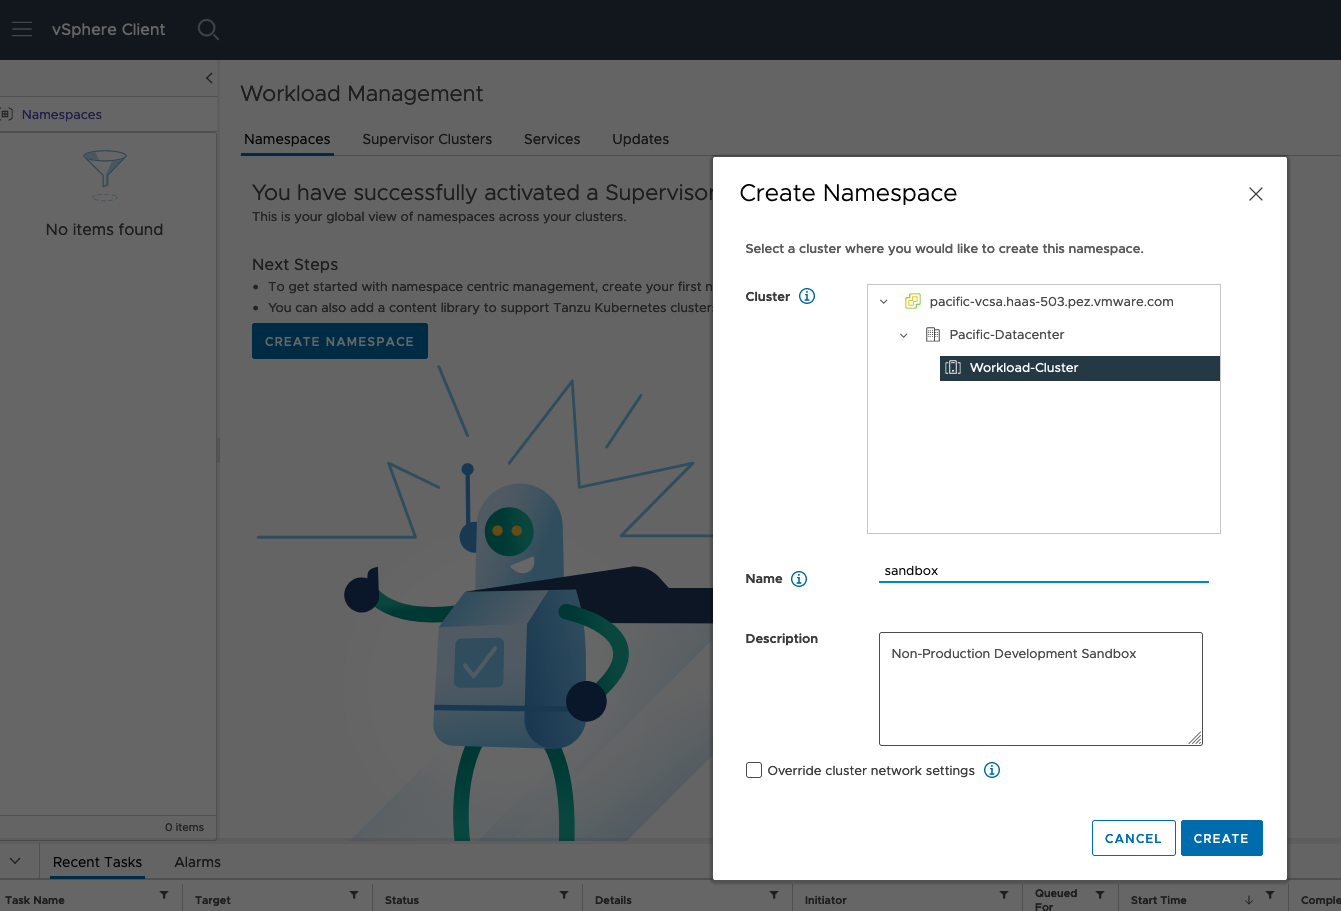 vSphere Client
Namespaces
No items found
0 items
Workload Management
Namespaces Supervisor Clusters Services Updates
You have successfully activated a Supervisor
This is your global view of namespaces across your clusters.
Next Steps
To get started with namespace centric management, create your first n
You can also add a content library to support Tanzu Kubernetes cluster
CREATE NAMESPACE
Create Namespace
Select a cluster where you would like to create this namespace.
Cluster
pacific-vcsa.haas-503.pez.vmware.com
Pacific-Datacenter
Workload-Cluster
Name
sandbox
Description
Non-Production Development Sandbox
Override cluster network settings
CANCEL CREATE
Recent Tasks Alarms
Task Name Target Status Details Initiator Queued For Start Time Comple